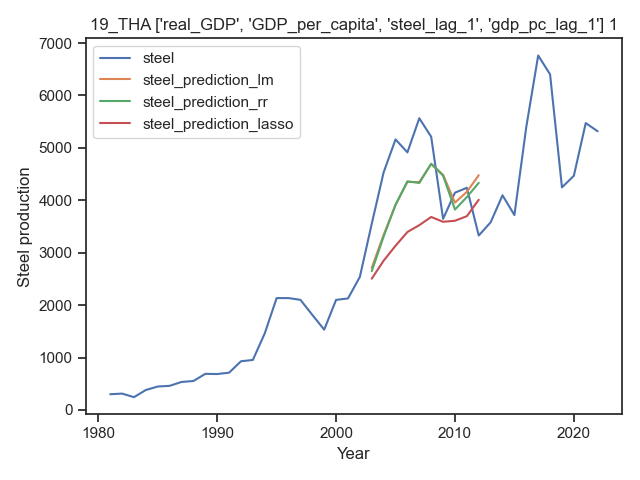 19_THA ['real_GDP', 'GDP_per_capita', 'steel_lag_1', 'gdp_pc_lag_1'] 1
7000
6000
5000
4000
3000
2000
1000
0
Steel production
steel
steel_prediction_lm
steel_prediction_rr
steel_prediction_lasso
1980
1990
2000
2010
2020
Year